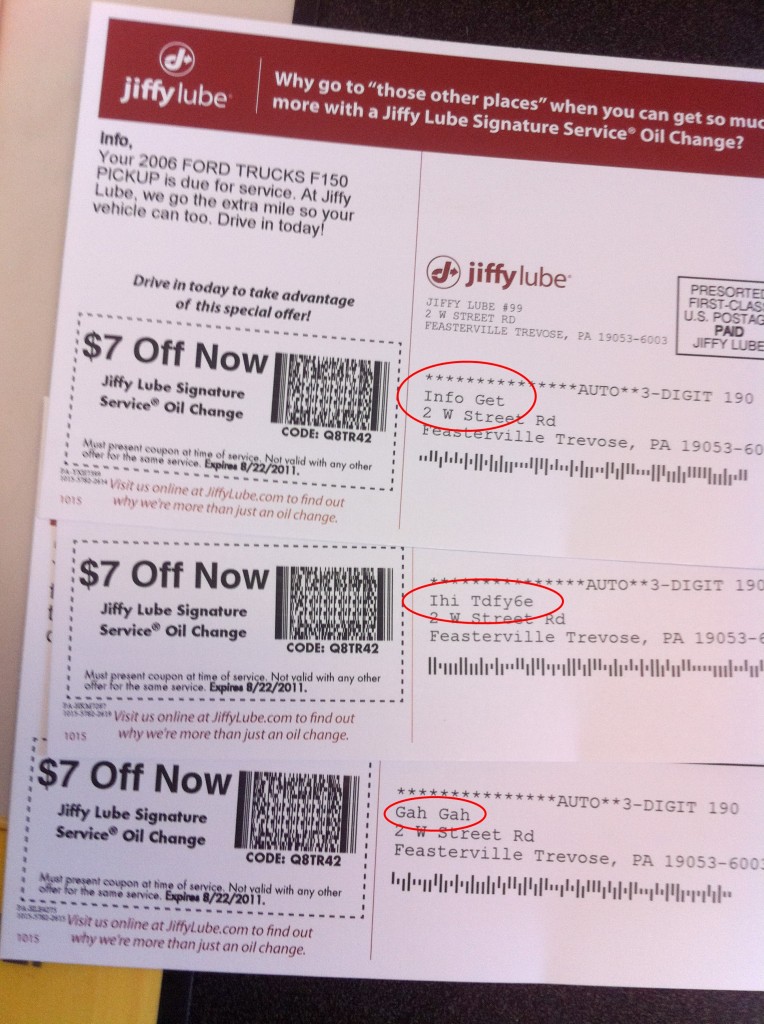 jiffy lube®
Why go to “those other places” when you can get so muc
more with a Jiffy Lube Signature Service® Oil Change?
Info,
Your 2006 FORD TRUCKS F150
PICKUP is due for service. At Jiffy
Lube, we go the extra mile so your
vehicle can too. Drive in today!
Drive in today to take advantage
of this special offer!
$7 Off Now
Jiffy Lube Signature
Service® Oil Change
CODE: Q8TR42
Must present coupon at time of service. Not valid with any other
offer for the same service. Expires 8/22/2011.
Visit us online at JiffyLube.com to find out
why we're more than just an oil change.
1015
jiffy lube®
JIFFY LUBE #99
2 W STREET RD
FEASTERVILLE TREVOSE, PA 19053-6003
PRESORTED
FIRST-CLAS
U.S. POSTAG
PAID
JIFFY LUBE
***************AUTO**3-DIGIT 190
Info Get
2 W Street Rd
Feasterville Trevose, PA 19053-60
$7 Off Now
Jiffy Lube Signature
Service® Oil Change
CODE: Q8TR42
Must present coupon at time of service. Not valid with any other
offer for the same service. Expires 8/22/2011.
Visit us online at JiffyLube.com to find out
why we're more than just an oil change.
1015
***************AUTO**3-DIGIT 190
Ihi Tdfy6e
2 W Street Rd
Feasterville Trevose, PA 19053-6
$7 Off Now
Jiffy Lube Signature
Service® Oil Change
CODE: Q8TR42
Must present coupon at time of service. Not valid with any other
offer for the same service. Expires 8/22/2011.
Visit us online at JiffyLube.com to find out
why we're more than just an oil change.
1015
***************AUTO**3-DIGIT 190
Gah Gah
2 W Street Rd
Feasterville Trevose, PA 19053-6003